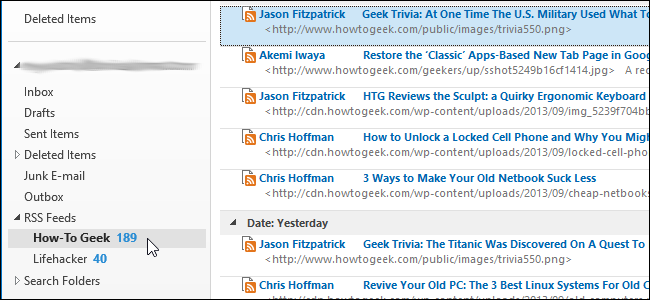 Deleted Items
Inbox
Drafts
Sent Items
Deleted Items
Junk E-mail
Outbox
RSS Feeds
How-To Geek 189
Lifehacker 40
Search Folders
Jason Fitzpatrick Geek Trivia: At One Time The U.S. Military Used What To
<http://www.howtogeek.com/public/images/trivia550.png>
Akemi Iwaya Restore the ‘Classic’ Apps-Based New Tab Page in Goog
<http://www.howtogeek.com/geekers/up/sshot5249b16cf1414.jpg> A rec
Jason Fitzpatrick HTG Reviews the Sculpt: a Quirky Ergonomic Keyboard
<http://cdn.howtogeek.com/wp-content/uploads/2013/09/img_5239f704bb
Chris Hoffman How to Unlock a Locked Cell Phone and Why You Migh
<http://cdn.howtogeek.com/wp-content/uploads/2013/09/locked-cell-pho
Chris Hoffman 3 Ways to Make Your Old Netbook Suck Less
<http://cdn.howtogeek.com/wp-content/uploads/2013/09/cheap-netbooks
Date: Yesterday
Jason Fitzpatrick Geek Trivia: The Titanic Was Discovered On A Quest To
<http://www.howtogeek.com/public/images/trivia549.png>
Chris Hoffman Revive Your Old PC: The 3 Best Linux Systems For Old C